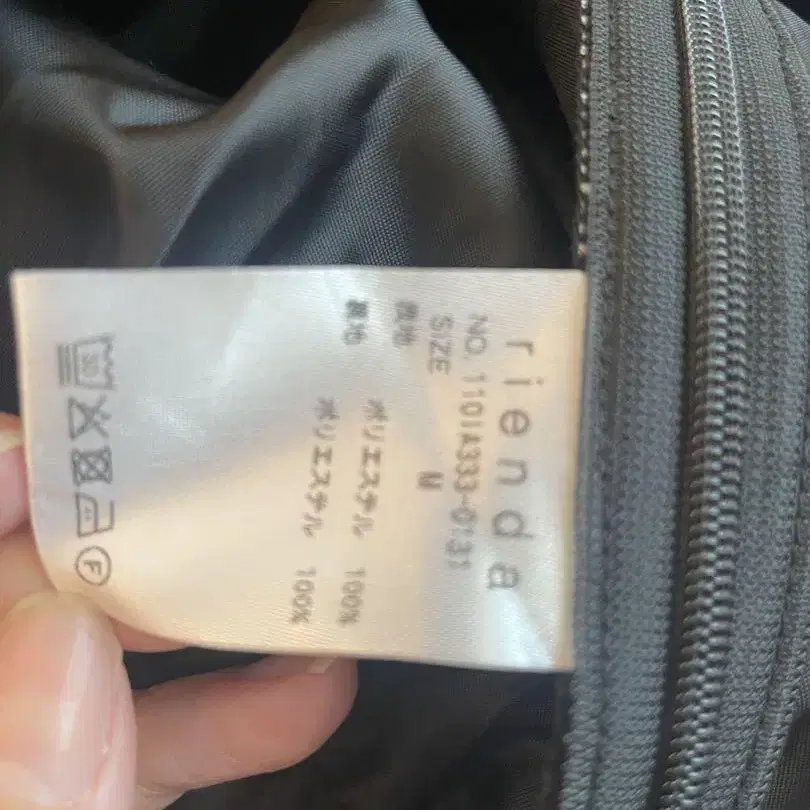 rienda
NO. 1101A333-0131
SIZE M
表地 ポリエステル 100%
裏地 ポリエステル 100%
30
F